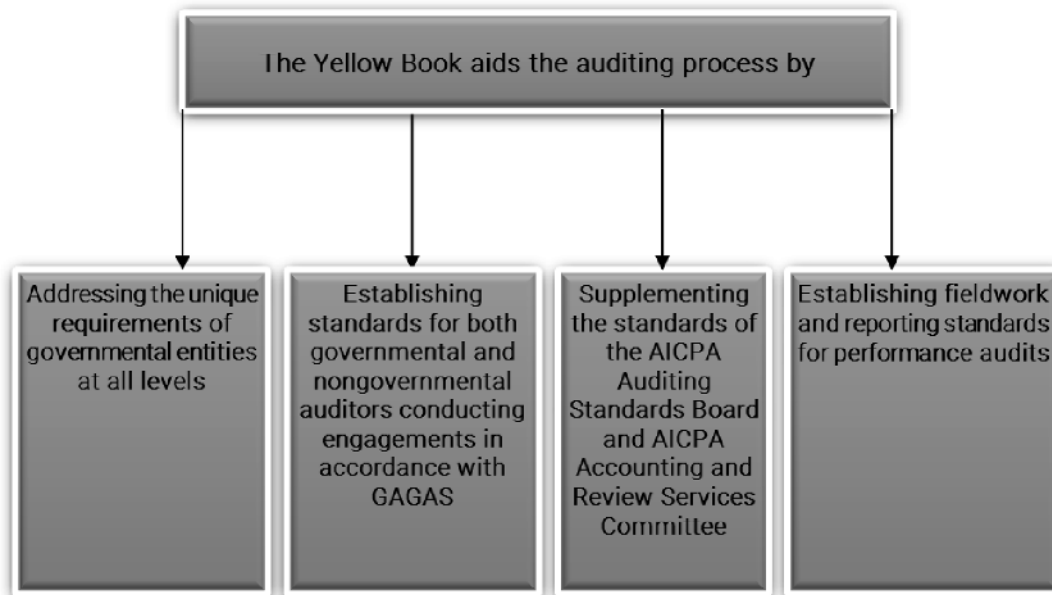 The Yellow Book aids the auditing process by
Addressing the unique
requirements of
governmental entities
at all levels
Establishing
standards for both
governmental and
nongovernmental
auditors conducting
engagements in
accordance with
GAGAS
Supplementing
the standards of
the AICPA
Auditing
Standards Board
and AICPA
Accounting and
Review Services
Committee
Establishing fieldwork
and reporting standards
for performance audits